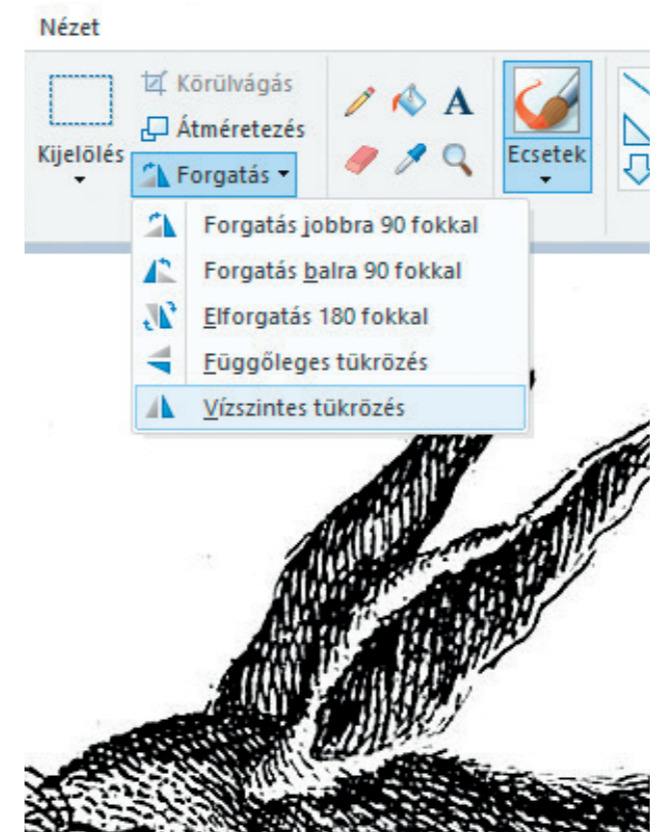 Nézet
Körülvágás
Átméretezés
Kijelölés
Forgatás
A
Ecsetek
Forgatás jobbra 90 fokkal
Forgatás balra 90 fokkal
Elforgatás 180 fokkal
Függőleges tükrözés
Vízszintes tükrözés